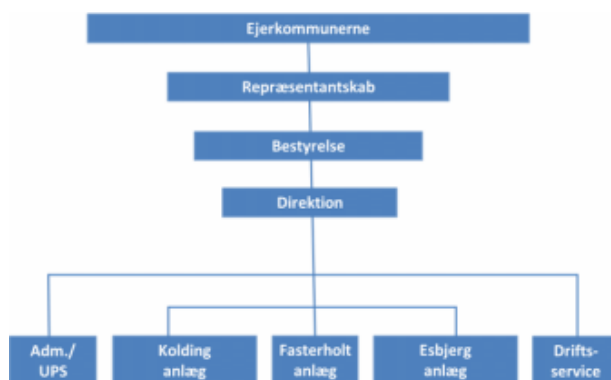 Ejerkommunerne
Repræsentantskab
Bestyrelse
Direktion
Adm./
UPS
Kolding
anlæg
Fasterholt
anlæg
Esbjerg
anlæg
Drifts-
service